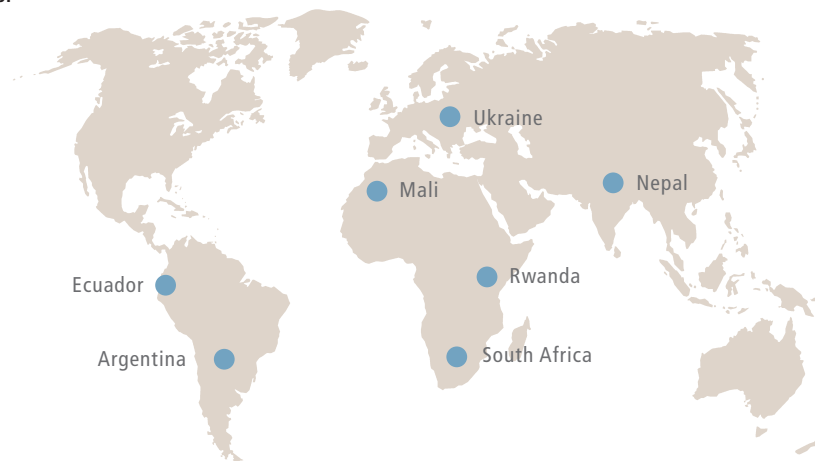 Ukraine
Nepal
Mali
Rwanda
Ecuador
South Africa
Argentina